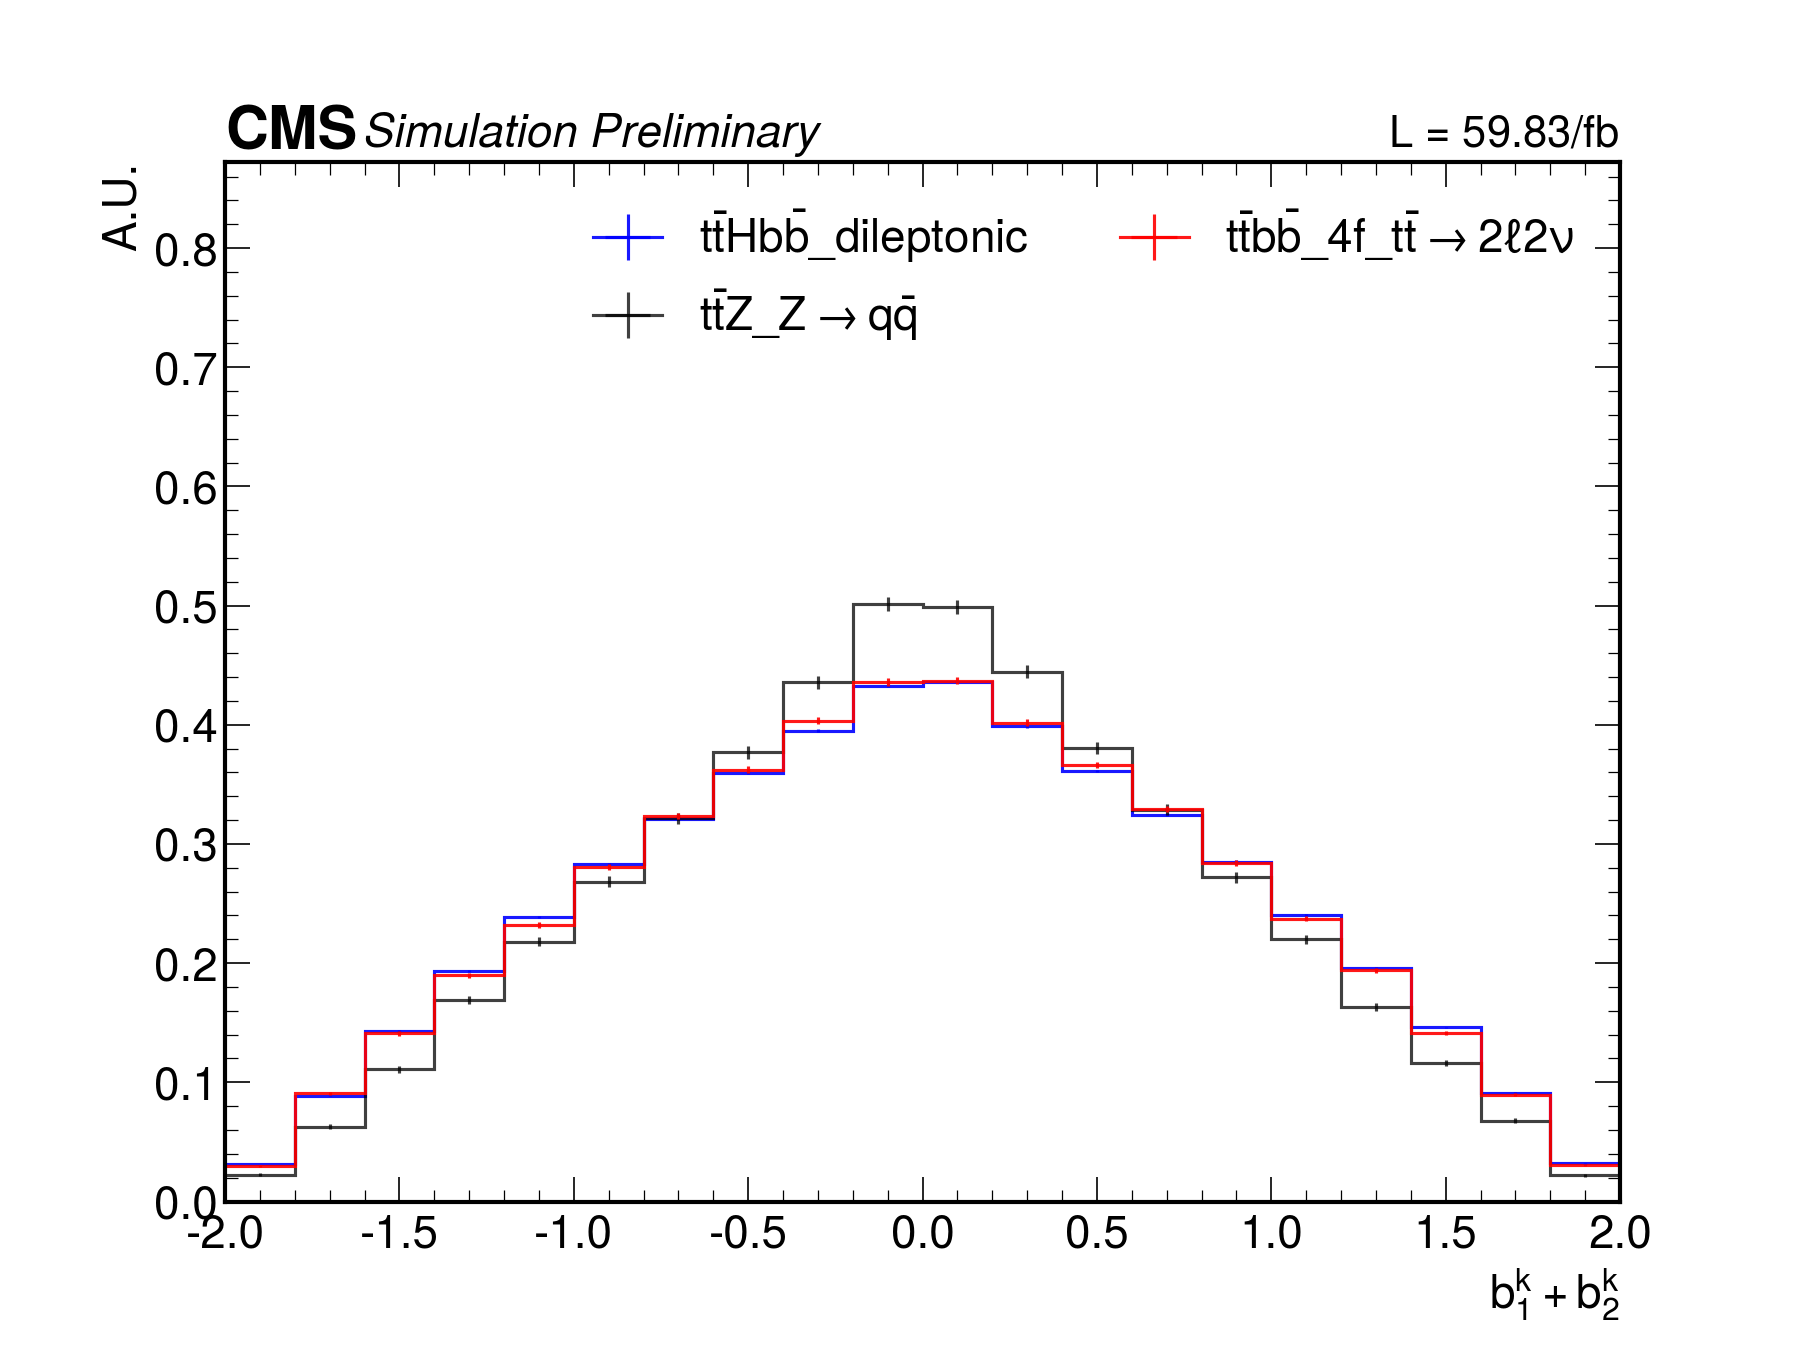 CMS Simulation Preliminary L = 59.83/fb
A.U.
tt̄Hbb̄_dileptonic tt̄bb̄_4f_tt̄ → 2ℓ2ν
tt̄Z_Z → qq̄
0.8
0.7
0.6
0.5
0.4
0.3
0.2
0.1
0.0
-2.0 -1.5 -1.0 -0.5 0.0 0.5 1.0 1.5 2.0
b₁ᵏ + b₂ᵏ